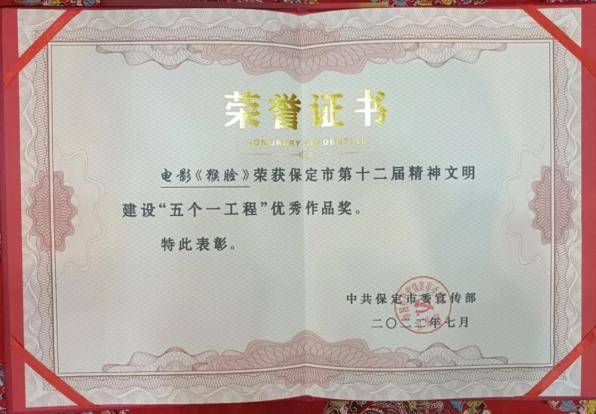 荣誉证书
HONORARY CREDENTIAL
电影《猴脸》荣获保定市第十二届精神文明
建设“五个一工程”优秀作品奖。
特此表彰。
中共保定市委宣传部
二〇二二年七月